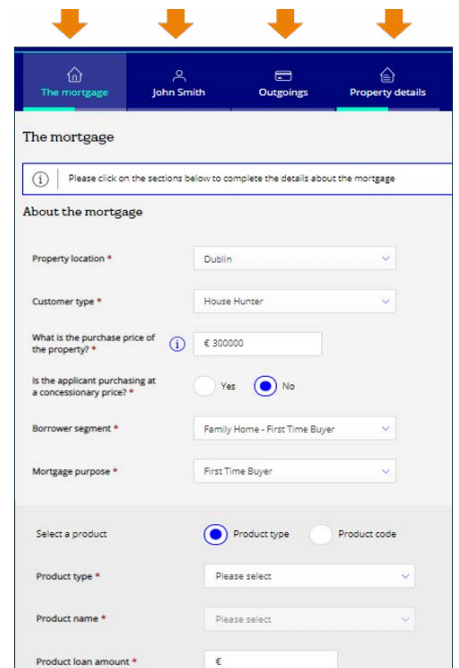 The mortgage
John Smith
Outgoings
Property details
The mortgage
i Please click on the sections below to complete the details about the mortgage
About the mortgage
Property location * Dublin
Customer type * House Hunter
What is the purchase price of
the property? * i € 300000
Is the applicant purchasing at
a concessionary price? * Yes No
Borrower segment * Family Home - First Time Buyer
Mortgage purpose * First Time Buyer
Select a product Product type Product code
Product type * Please select
Product name * Please select
Product loan amount * €